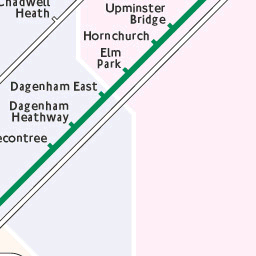 Chadwell
Heath
Upminster
Bridge
Hornchurch
Elm
Park
Dagenham East
Dagenham
Heathway
econtree